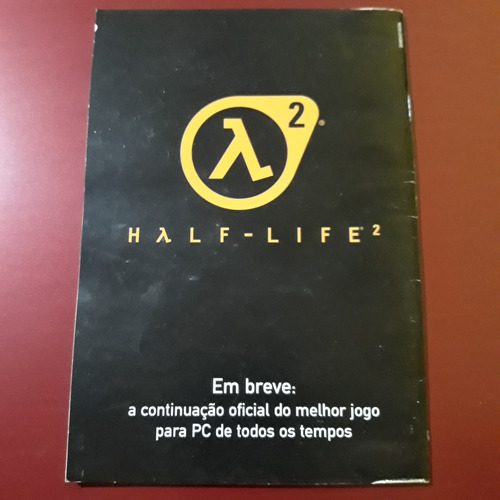 λ2
HλLF-LIFE²
Em breve:
a continuação oficial do melhor jogo
para PC de todos os tempos